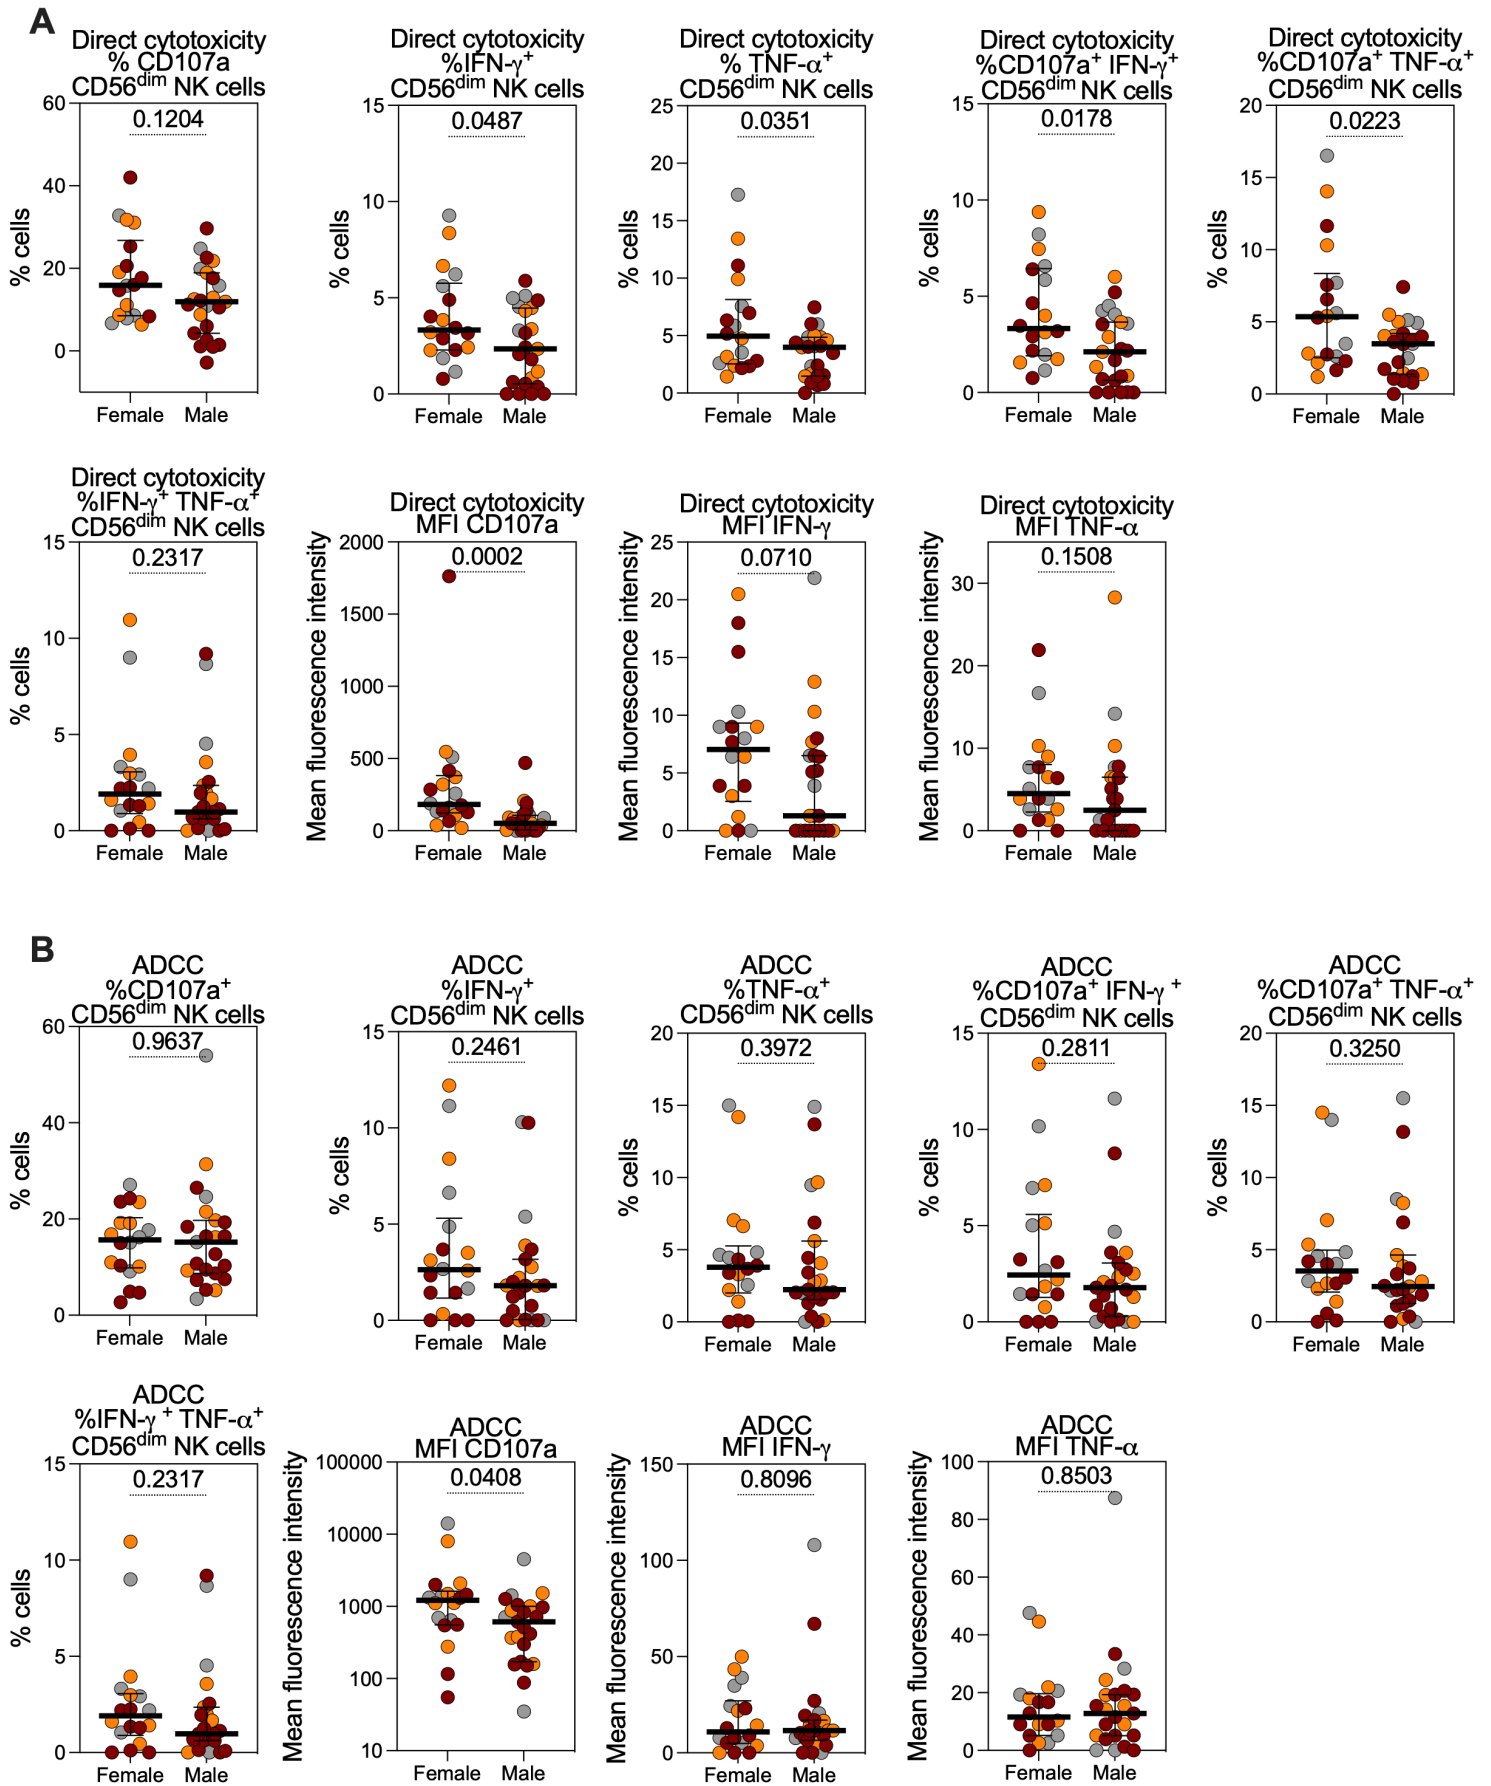 A
Direct cytotoxicity
% CD107a
CD56dim NK cells
0.1204
% cells
60
40
20
0
Female Male
Direct cytotoxicity
%IFN-γ+
CD56dim NK cells
0.0487
% cells
15
10
5
0
Female Male
Direct cytotoxicity
% TNF-α+
CD56dim NK cells
0.0351
% cells
25
20
15
10
5
0
Female Male
Direct cytotoxicity
%CD107a+ IFN-γ+
CD56dim NK cells
0.0178
% cells
15
10
5
0
Female Male
Direct cytotoxicity
%CD107a+ TNF-α+
CD56dim NK cells
0.0223
% cells
20
15
10
5
0
Female Male
Direct cytotoxicity
%IFN-γ+ TNF-α+
CD56dim NK cells
0.2317
% cells
15
10
5
0
Female Male
Direct cytotoxicity
MFI CD107a
0.0002
Mean fluorescence intensity
2000
1500
1000
500
0
Female Male
Direct cytotoxicity
MFI IFN-γ
0.0710
Mean fluorescence intensity
25
20
15
10
5
0
Female Male
Direct cytotoxicity
MFI TNF-α
0.1508
Mean fluorescence intensity
30
20
10
0
Female Male
B
ADCC
%CD107a+
CD56dim NK cells
0.9637
% cells
60
40
20
0
Female Male
ADCC
%IFN-γ+
CD56dim NK cells
0.2461
% cells
15
10
5
0
Female Male
ADCC
%TNF-α+
CD56dim NK cells
0.3972
% cells
20
15
10
5
0
Female Male
ADCC
%CD107a+ IFN-γ +
CD56dim NK cells
0.2811
% cells
15
10
5
0
Female Male
ADCC
%CD107a+ TNF-α+
CD56dim NK cells
0.3250
% cells
20
15
10
5
0
Female Male
ADCC
%IFN-γ + TNF-α+
CD56dim NK cells
0.2317
% cells
15
10
5
0
Female Male
ADCC
MFI CD107a
0.0408
Mean fluorescence intensity
100000
10000
1000
100
10
Female Male
ADCC
MFI IFN-γ
0.8096
Mean fluorescence intensity
150
100
50
0
Female Male
ADCC
MFI TNF-α
0.8503
Mean fluorescence intensity
100
80
60
40
20
0
Female Male